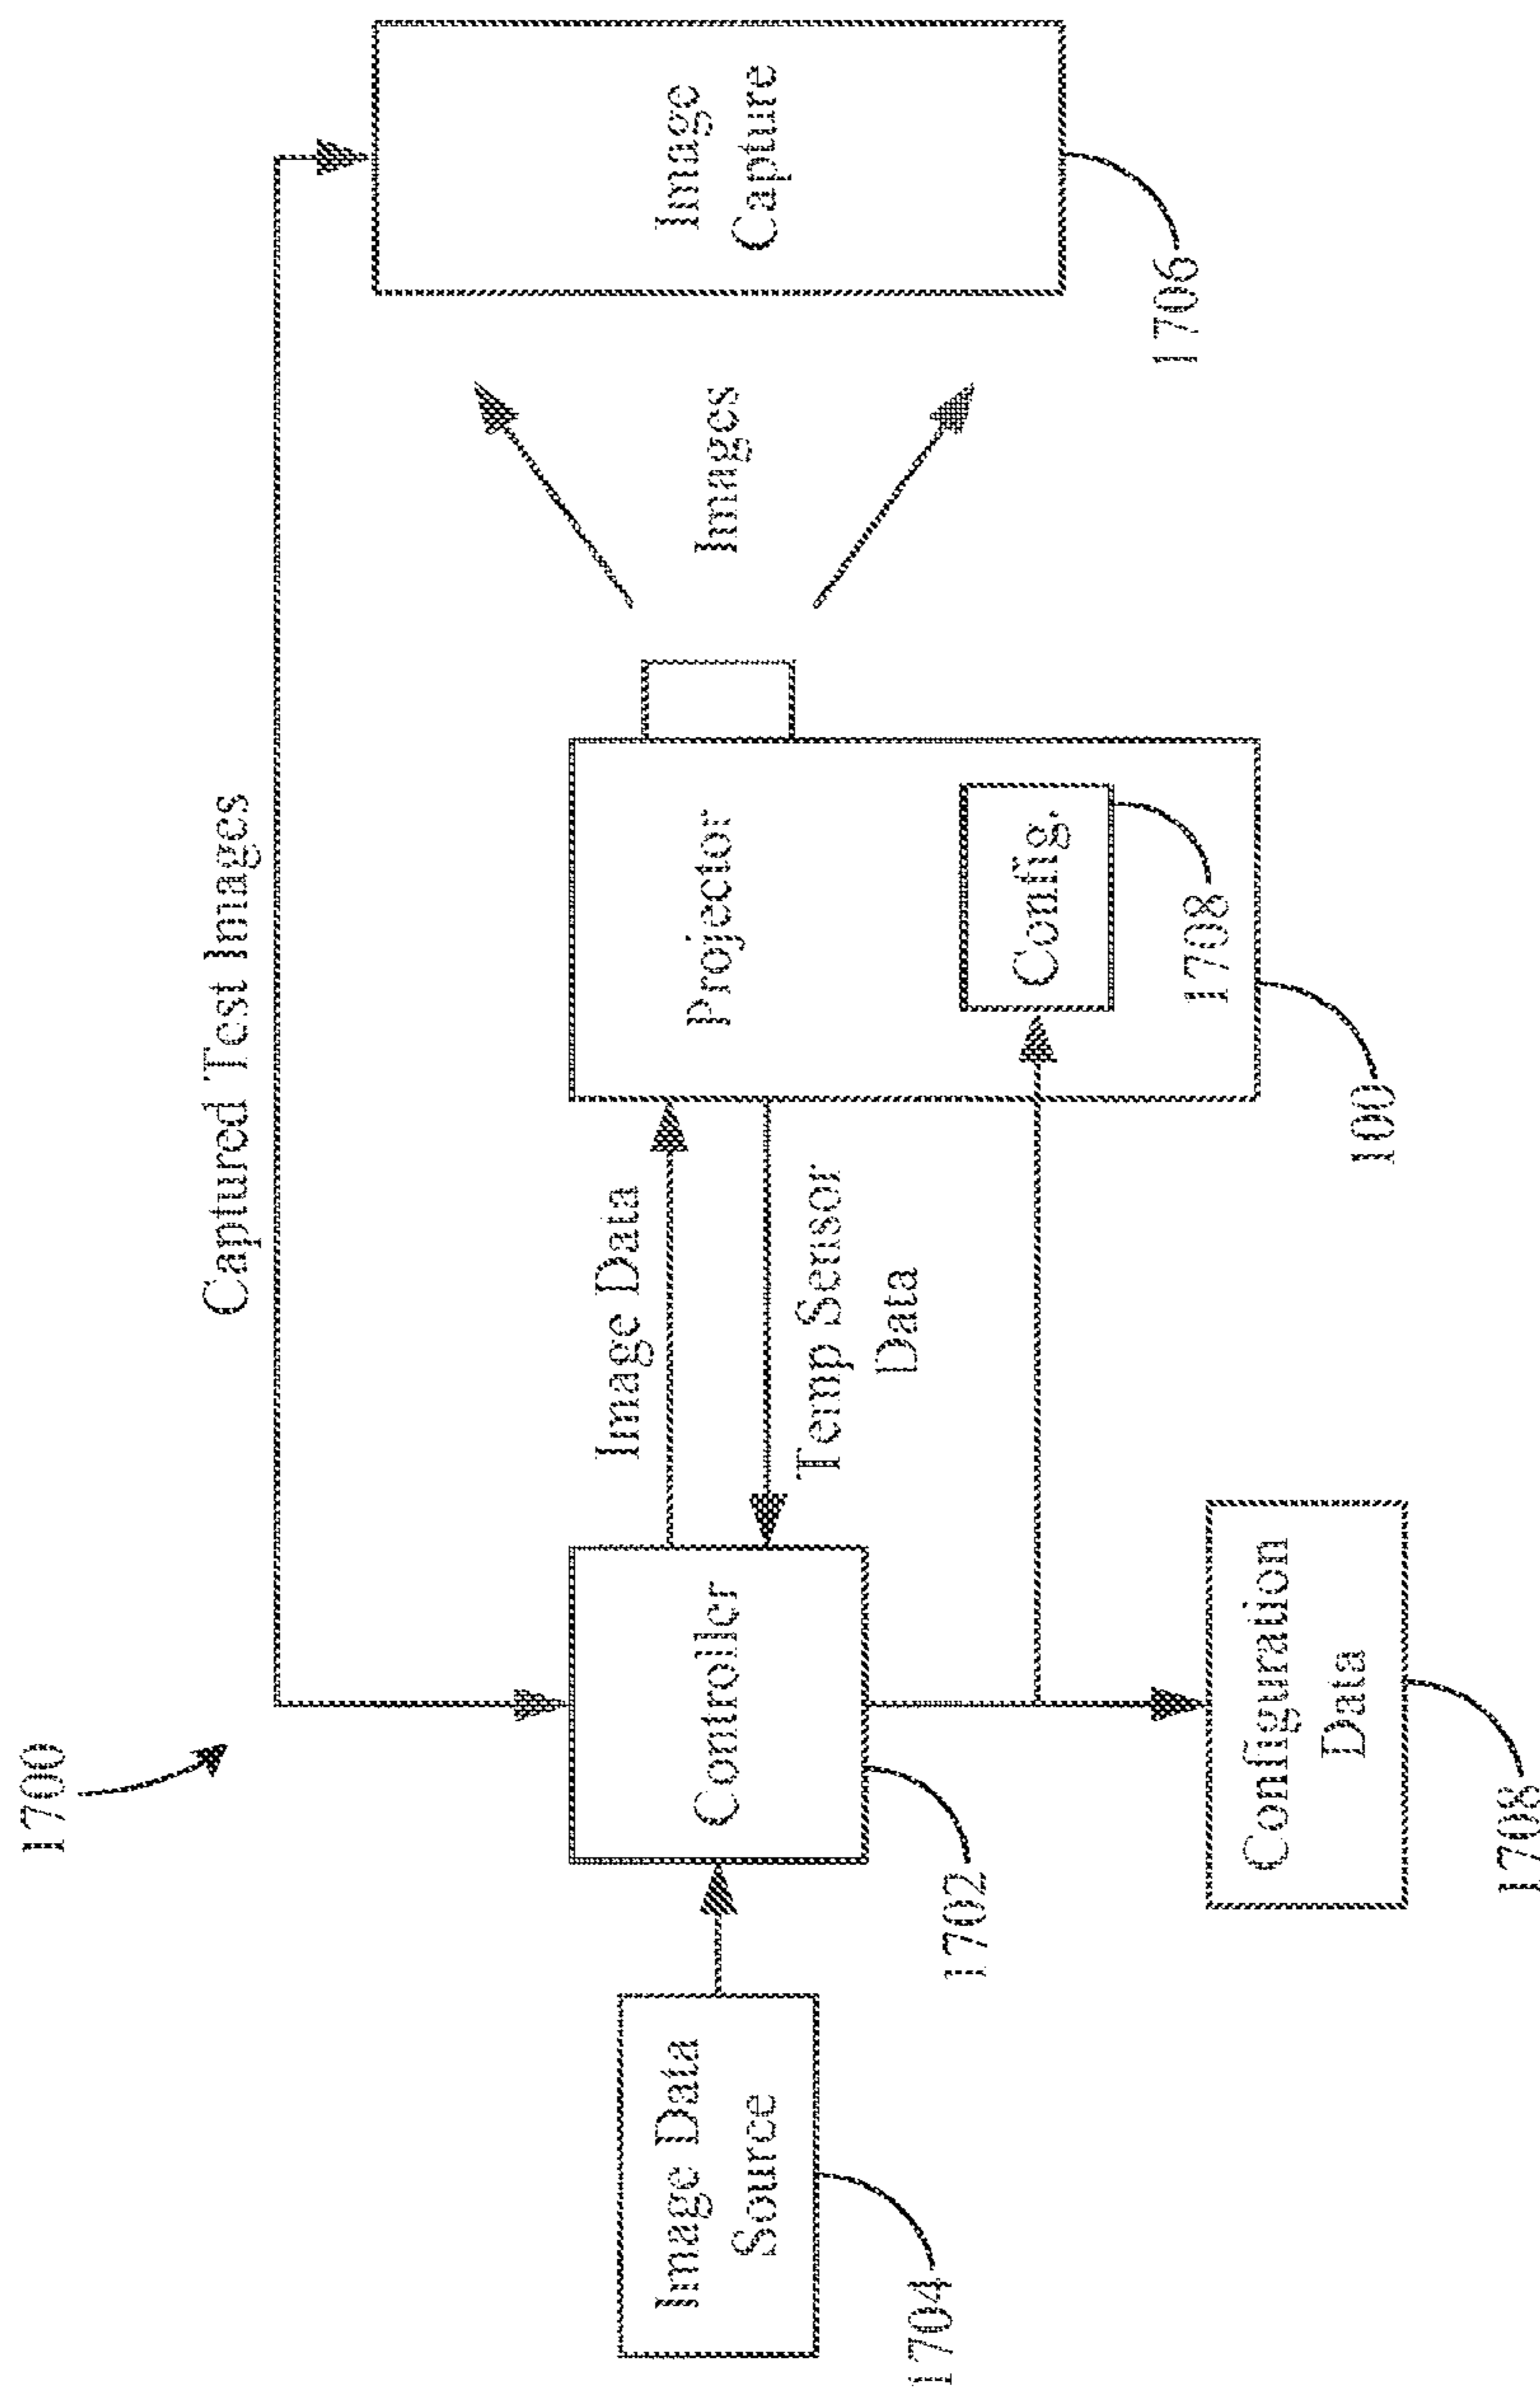 1700
Captured Test Images
Image Data
Source
1704
Controller
1702
Image Data
Temp Sensor
Data
Projector
Config.
1708
100
Images
Image
Capture
1706
Configuration
Data
1708